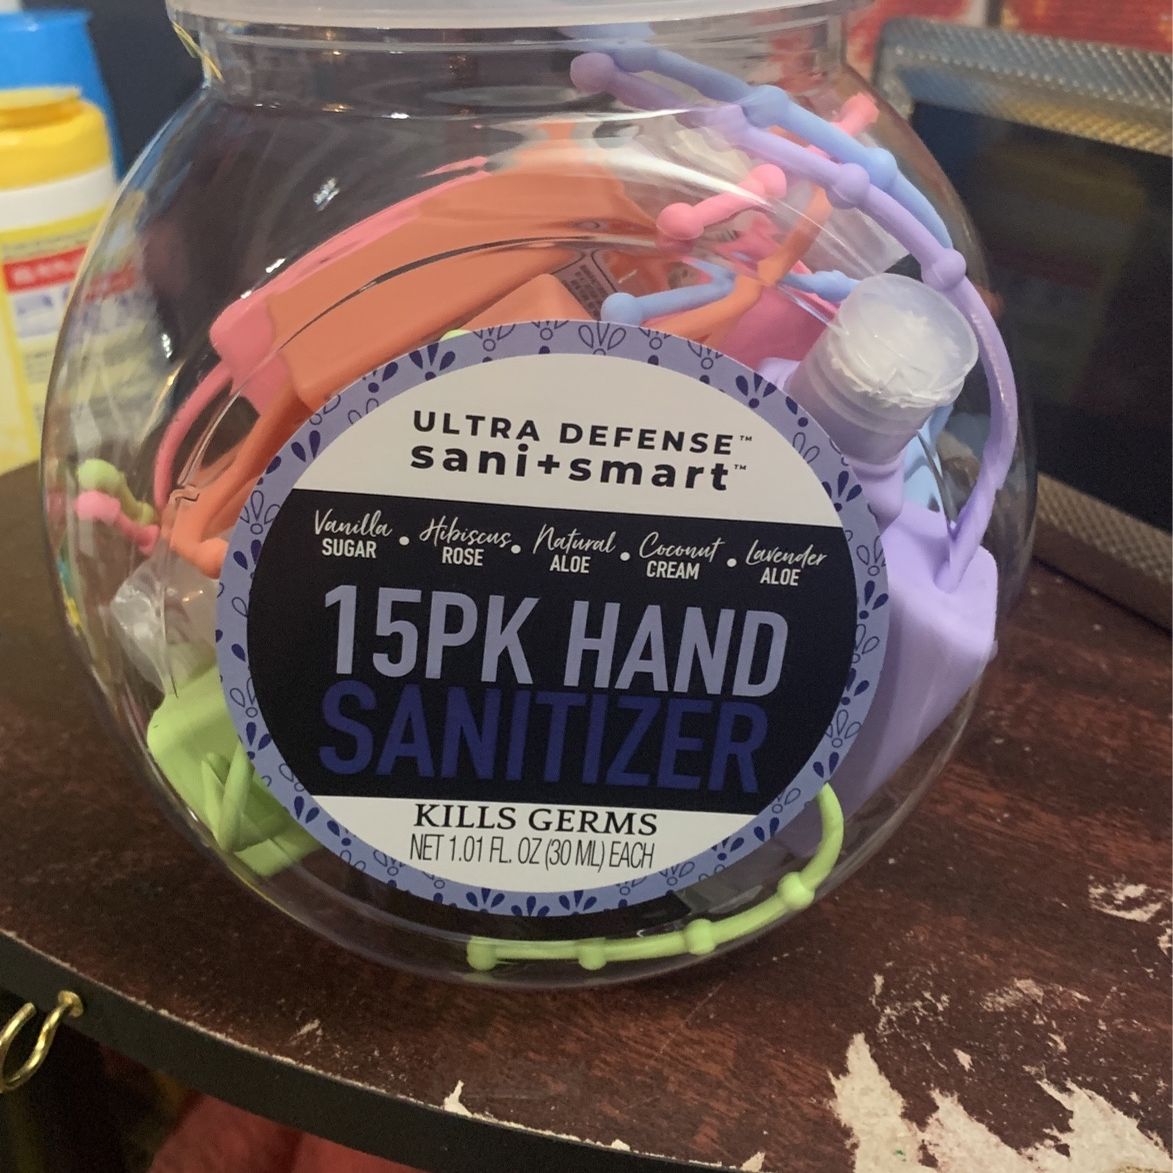 ULTRA DEFENSE™
sani+smart™
Vanilla SUGAR • Hibiscus ROSE • Natural ALOE • Coconut CREAM • Lavender ALOE
15PK HAND
SANITIZER
KILLS GERMS
NET 1.01 FL. OZ (30 ML) EACH